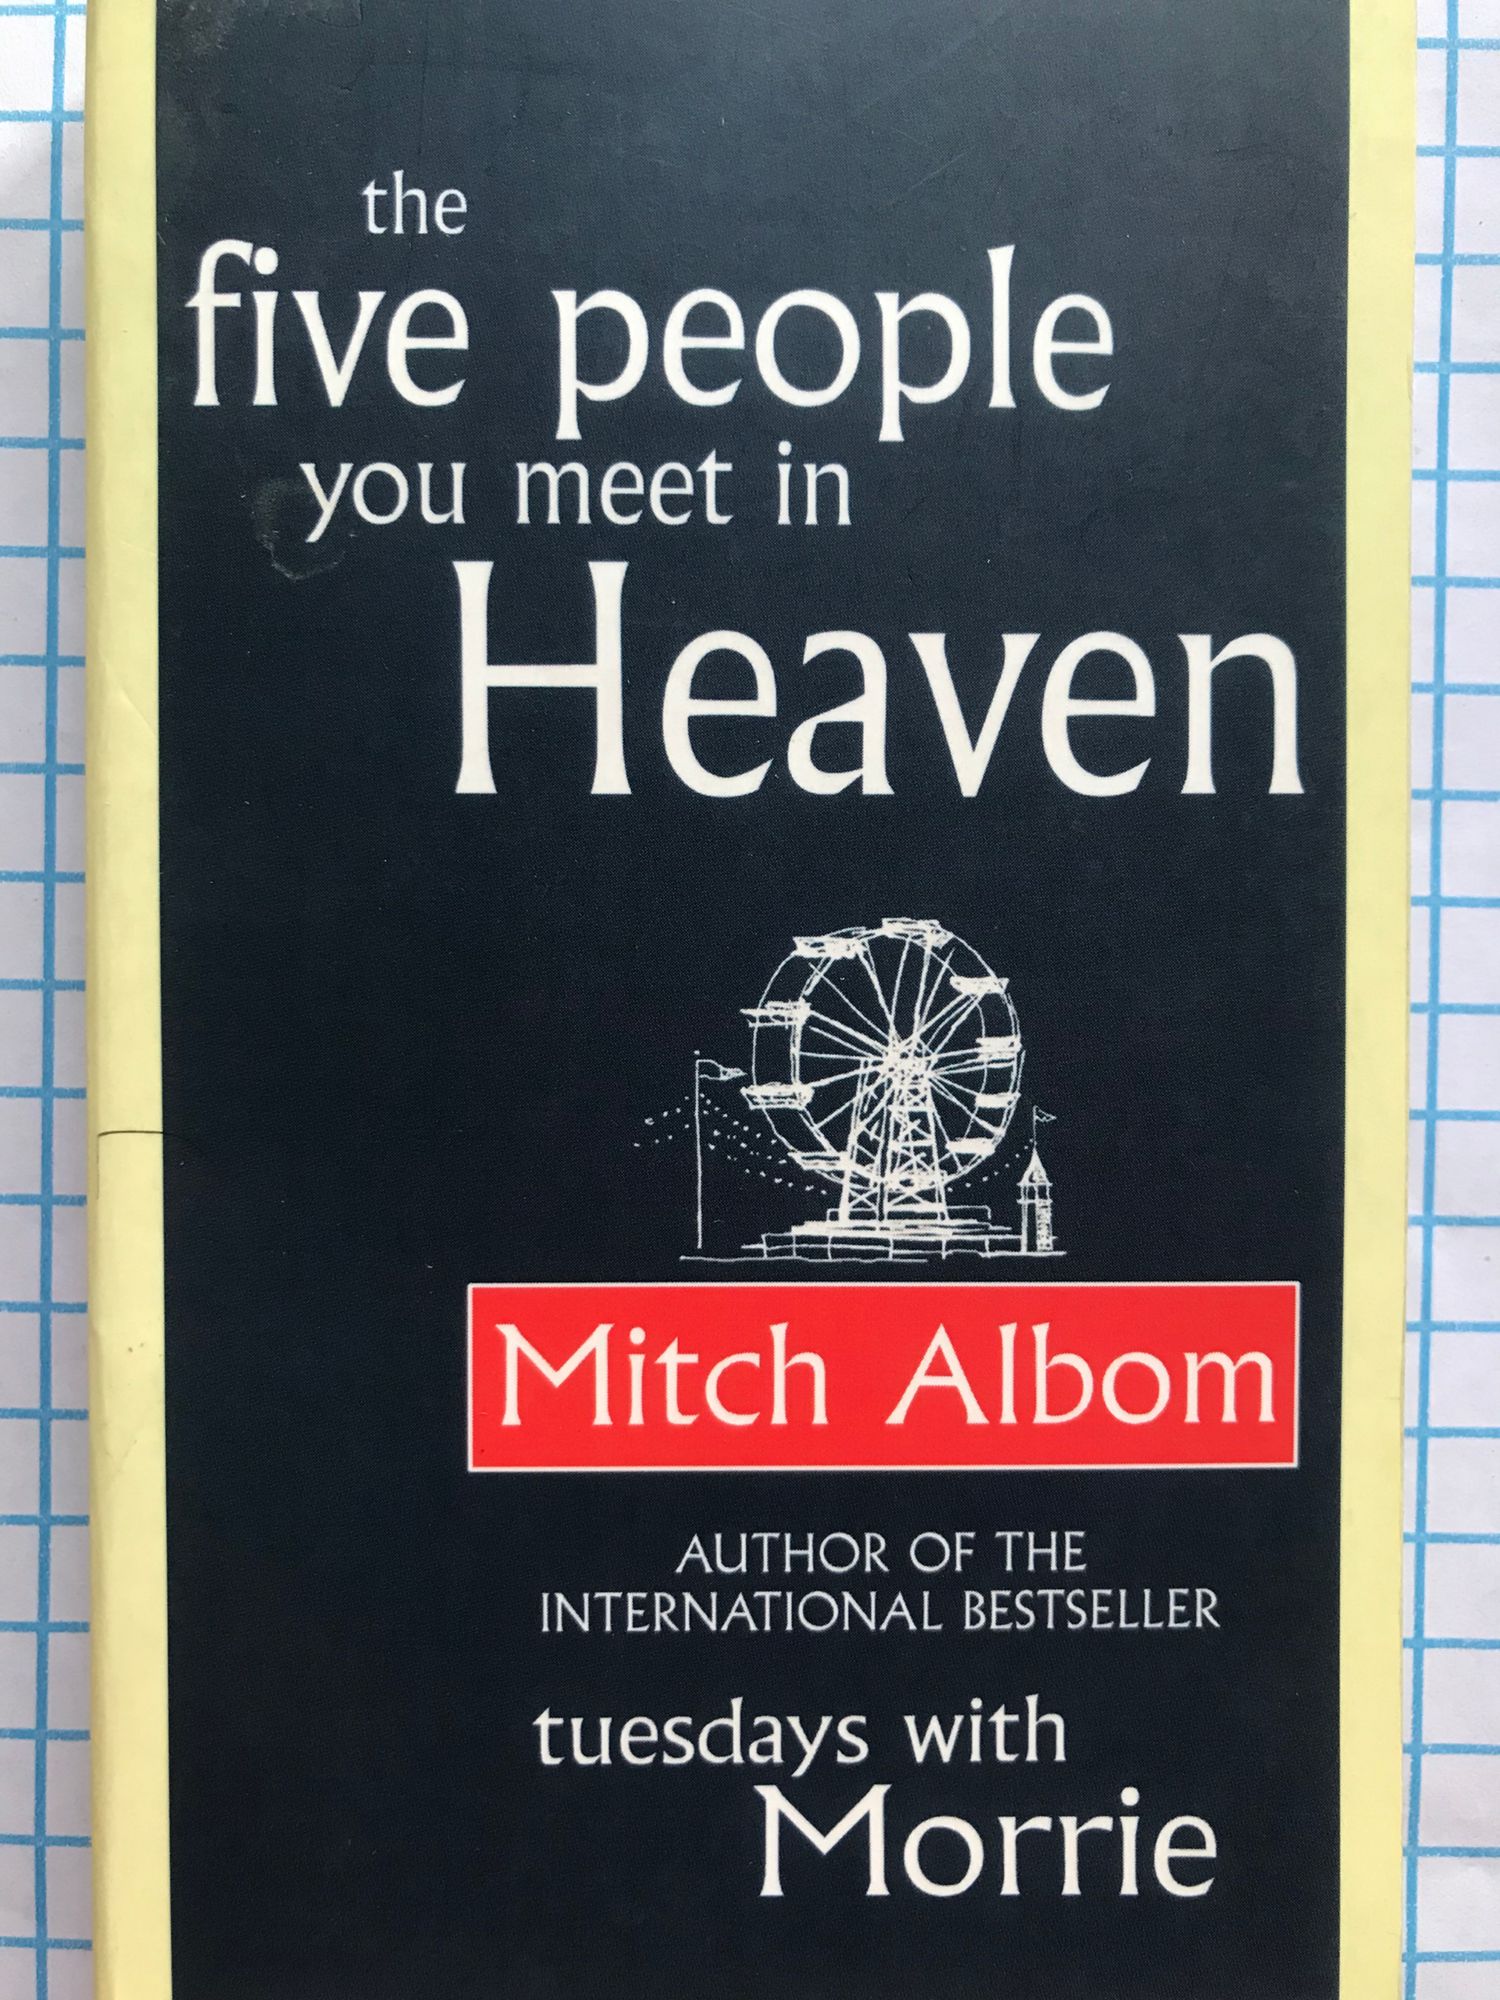 the
five people
you meet in
Heaven
Mitch Albom
AUTHOR OF THE
INTERNATIONAL BESTSELLER
tuesdays with
Morrie